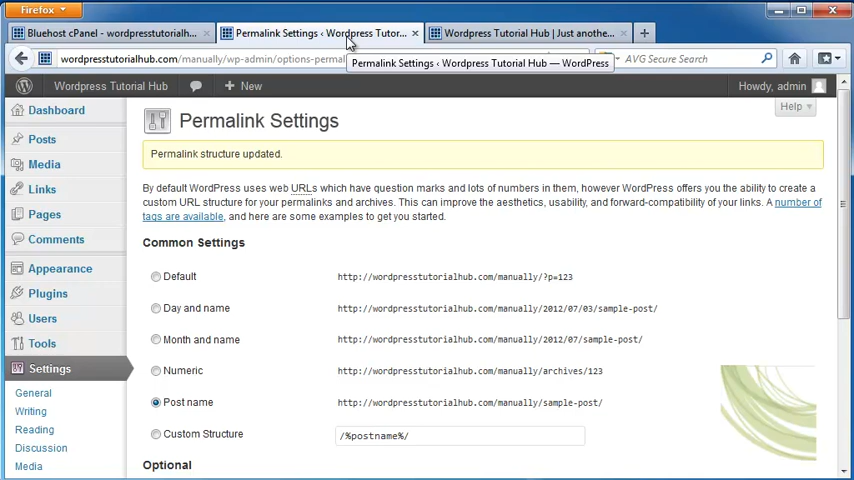 Firefox
Bluehost cPanel - wordpresstutorialh...
Permalink Settings ‹ Wordpress Tutor...
Wordpress Tutorial Hub | Just anothe...
wordpresstutorialhub.com/manually/wp-admin/options-permal
AVG Secure Search
Permalink Settings ‹ Wordpress Tutorial Hub — WordPress
Wordpress Tutorial Hub
New
Howdy, admin
Help
Dashboard
Posts
Media
Links
Pages
Comments
Appearance
Plugins
Users
Tools
Settings
General
Writing
Reading
Discussion
Media
Permalink Settings
Permalink structure updated.
By default WordPress uses web URLs which have question marks and lots of numbers in them, however WordPress offers you the ability to create a
custom URL structure for your permalinks and archives. This can improve the aesthetics, usability, and forward-compatibility of your links. A number of
tags are available, and here are some examples to get you started.
Common Settings
Default http://wordpresstutorialhub.com/manually/?p=123
Day and name http://wordpresstutorialhub.com/manually/2012/07/03/sample-post/
Month and name http://wordpresstutorialhub.com/manually/2012/07/sample-post/
Numeric http://wordpresstutorialhub.com/manually/archives/123
Post name http://wordpresstutorialhub.com/manually/sample-post/
Custom Structure /%postname%/
Optional